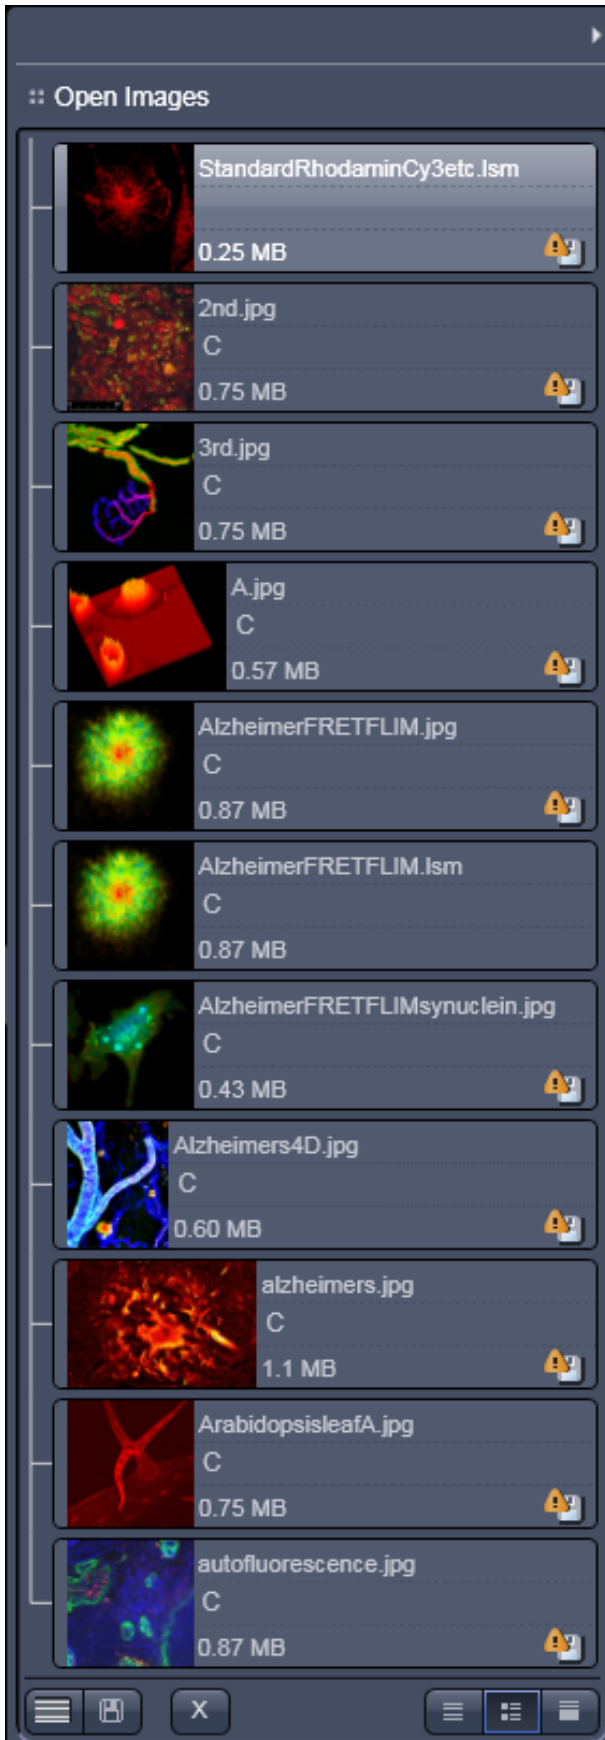 Open Images
StandardRhodaminCy3etc.lsm
0.25 MB
2nd.jpg
C
0.75 MB
3rd.jpg
C
0.75 MB
A.jpg
C
0.57 MB
AlzheimerFRETFLIM.jpg
C
0.87 MB
AlzheimerFRETFLIM.lsm
C
0.87 MB
AlzheimerFRETFLIMsynuclein.jpg
C
0.43 MB
Alzheimers4D.jpg
C
0.60 MB
alzheimers.jpg
C
1.1 MB
ArabidopsisleafA.jpg
C
0.75 MB
autofluorescence.jpg
C
0.87 MB
X